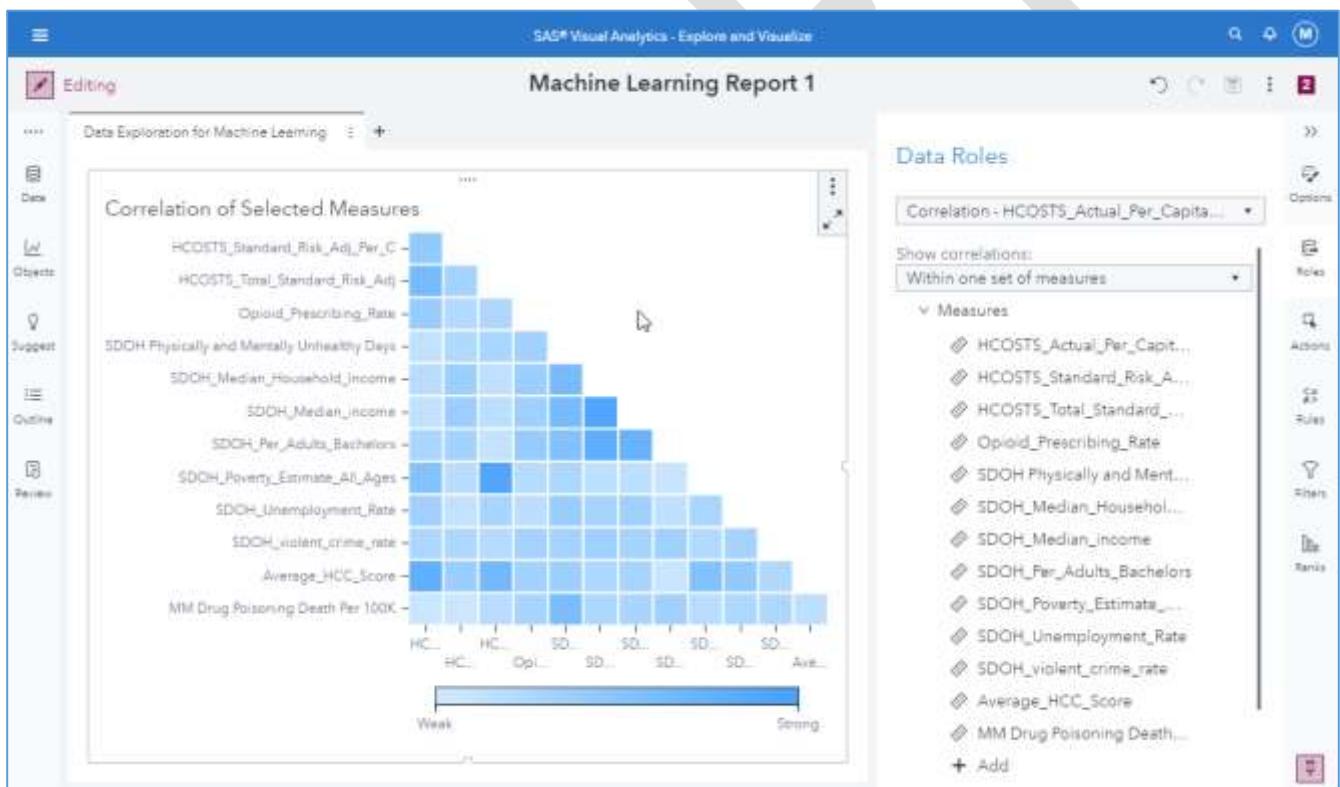 SAS® Visual Analytics - Explore and Visualize
M
Editing
Machine Learning Report 1
2
Data Exploration for Machine Learning
+
Data
Objects
Suggest
Outline
Review
Correlation of Selected Measures
HCOSTS_Standard_Risk_Adj_Per_C
HCOSTS_Total_Standard_Risk_Adj
Opioid_Prescribing_Rate
SDOH Physically and Mentally Unhealthy Days
SDOH_Median_Household_Income
SDOH_Median_income
SDOH_Per_Adults_Bachelors
SDOH_Poverty_Estimate_All_Ages
SDOH_Unemployment_Rate
SDOH_violent_crime_rate
Average_HCC_Score
MM Drug Poisoning Death Per 100K
HC... HC... SD... SD... SD... SD...
HC... Opi... SD... SD... SD... Ave...
Weak Strong
Data Roles
Correlation - HCOSTS_Actual_Per_Capita...
Show correlations:
Within one set of measures
Measures
HCOSTS_Actual_Per_Capit...
HCOSTS_Standard_Risk_A...
HCOSTS_Total_Standard_...
Opioid_Prescribing_Rate
SDOH Physically and Ment...
SDOH_Median_Househol...
SDOH_Median_income
SDOH_Per_Adults_Bachelors
SDOH_Poverty_Estimate_...
SDOH_Unemployment_Rate
SDOH_violent_crime_rate
Average_HCC_Score
MM Drug Poisoning Death...
+ Add
Options
Roles
Actions
Rules
Filters
Ranks